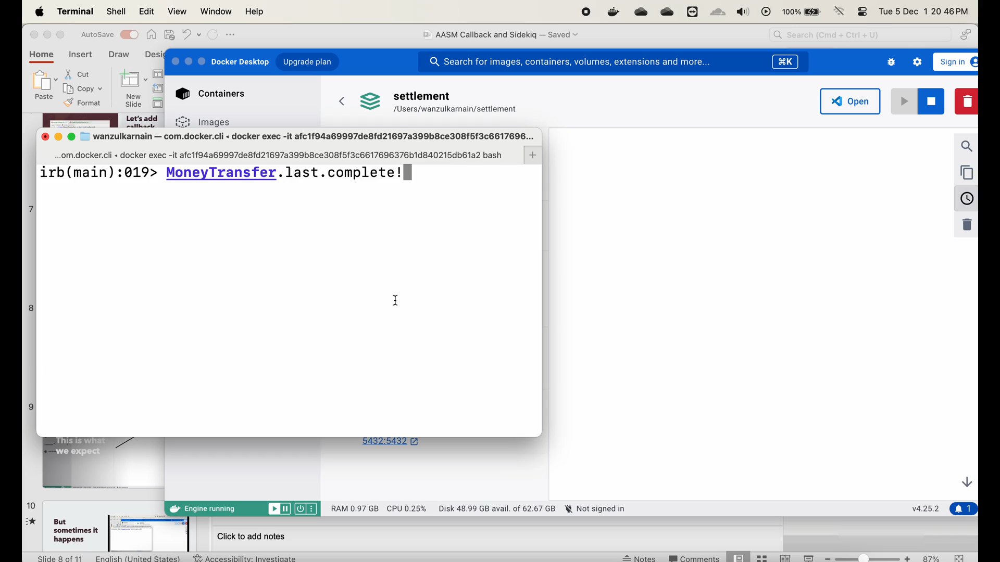 Terminal Shell Edit View Window Help 100% Tue 5 Dec 1 20 46 PM
AutoSave AASM Callback and Sidekiq — Saved Search (Cmd + Ctrl + U)
Home Insert Draw
Docker Desktop Upgrade plan Search for images, containers, volumes, extensions and more... ⌘K Sign in
Paste
Cut
Copy
Format
New
Slide
Containers
Images
settlement
/Users/wanzulkarnain/settlement
Open
Let's add
callback
wanzulkarnain — com.docker.cli ◂ docker exec -it afc1f94a69997de8fd21697a399b8ce308f5f3c6617696...
...om.docker.cli ◂ docker exec -it afc1f94a69997de8fd21697a399b8ce308f5f3c6617696376b1d840215db61a2 bash +
irb(main):019> MoneyTransfer.last.complete!
7
8
9
This is what
we expect
5432:5432
10
But
sometimes it
happens
Engine running RAM 0.97 GB CPU 0.25% Disk 48.99 GB avail. of 62.67 GB Not signed in v4.25.2 1
Click to add notes
Slide 8 of 11 English (United States) Accessibility: Investigate Notes Comments 87%